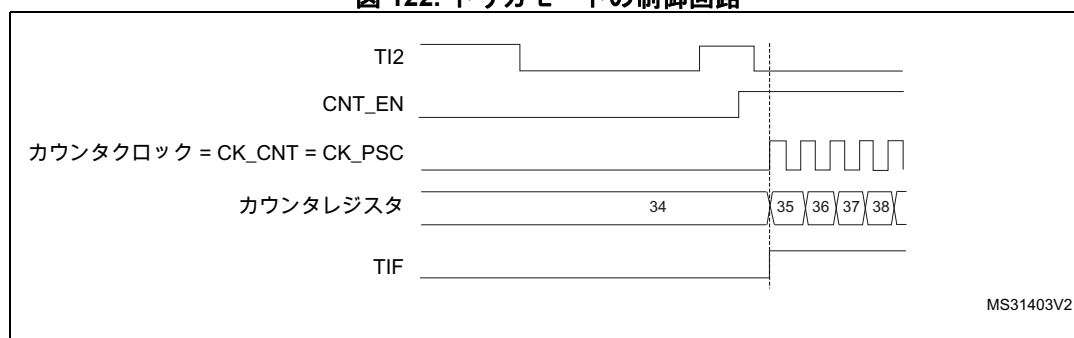 TI2
CNT_EN
カウンタクロック = CK_CNT = CK_PSC
カウンタレジスタ 34 35 36 37 38
TIF
MS31403V2